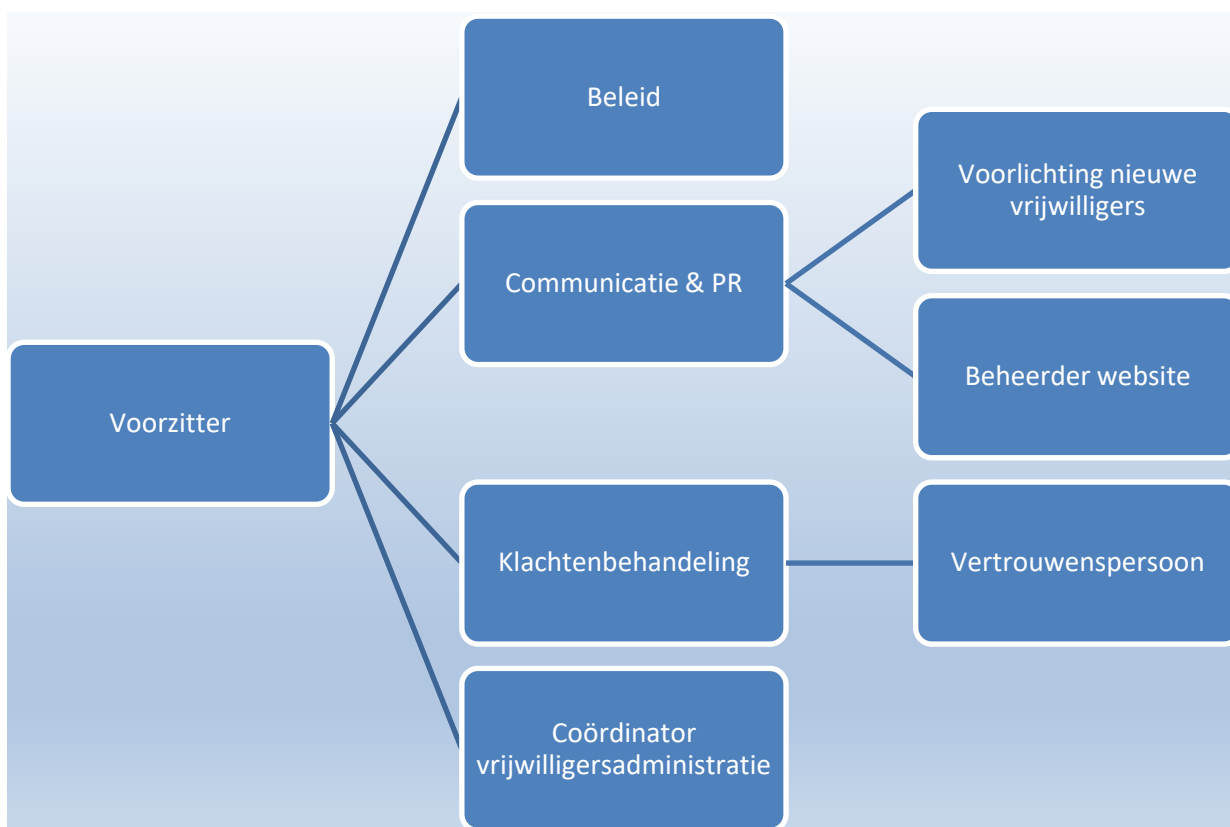 Voorzitter
Beleid
Communicatie & PR
Voorlichting nieuwe
vrijwilligers
Beheerder website
Klachtenbehandeling
Vertrouwenspersoon
Coördinator
vrijwilligersadministratie